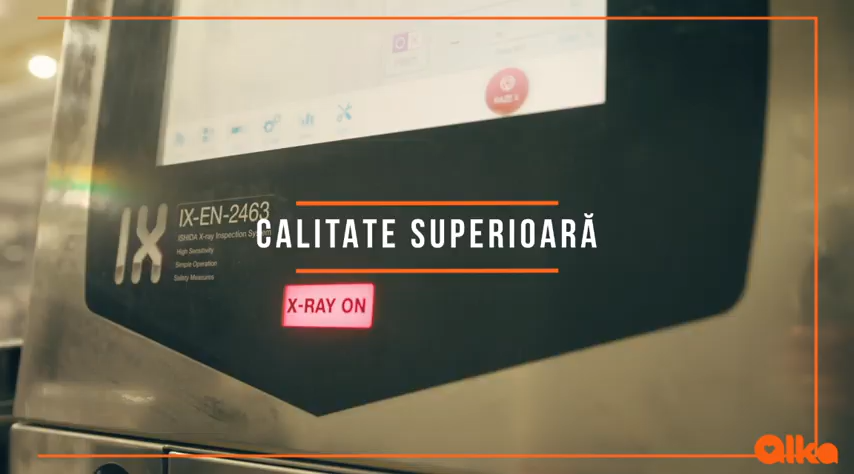 IX
IX-EN-2463
ISHIDA X-ray Inspection System
High Sensitivity
Simple Operation
Safety Measures
CALITATE SUPERIOARĂ
X-RAY ON
alka